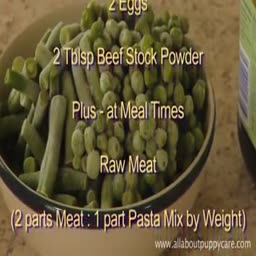 2 Eggs
2 Tblsp Beef Stock Powder
Plus - at Meal Times
Raw Meat
(2 parts Meat : 1 part Pasta Mix by Weight)
www.allaboutpuppycare.com